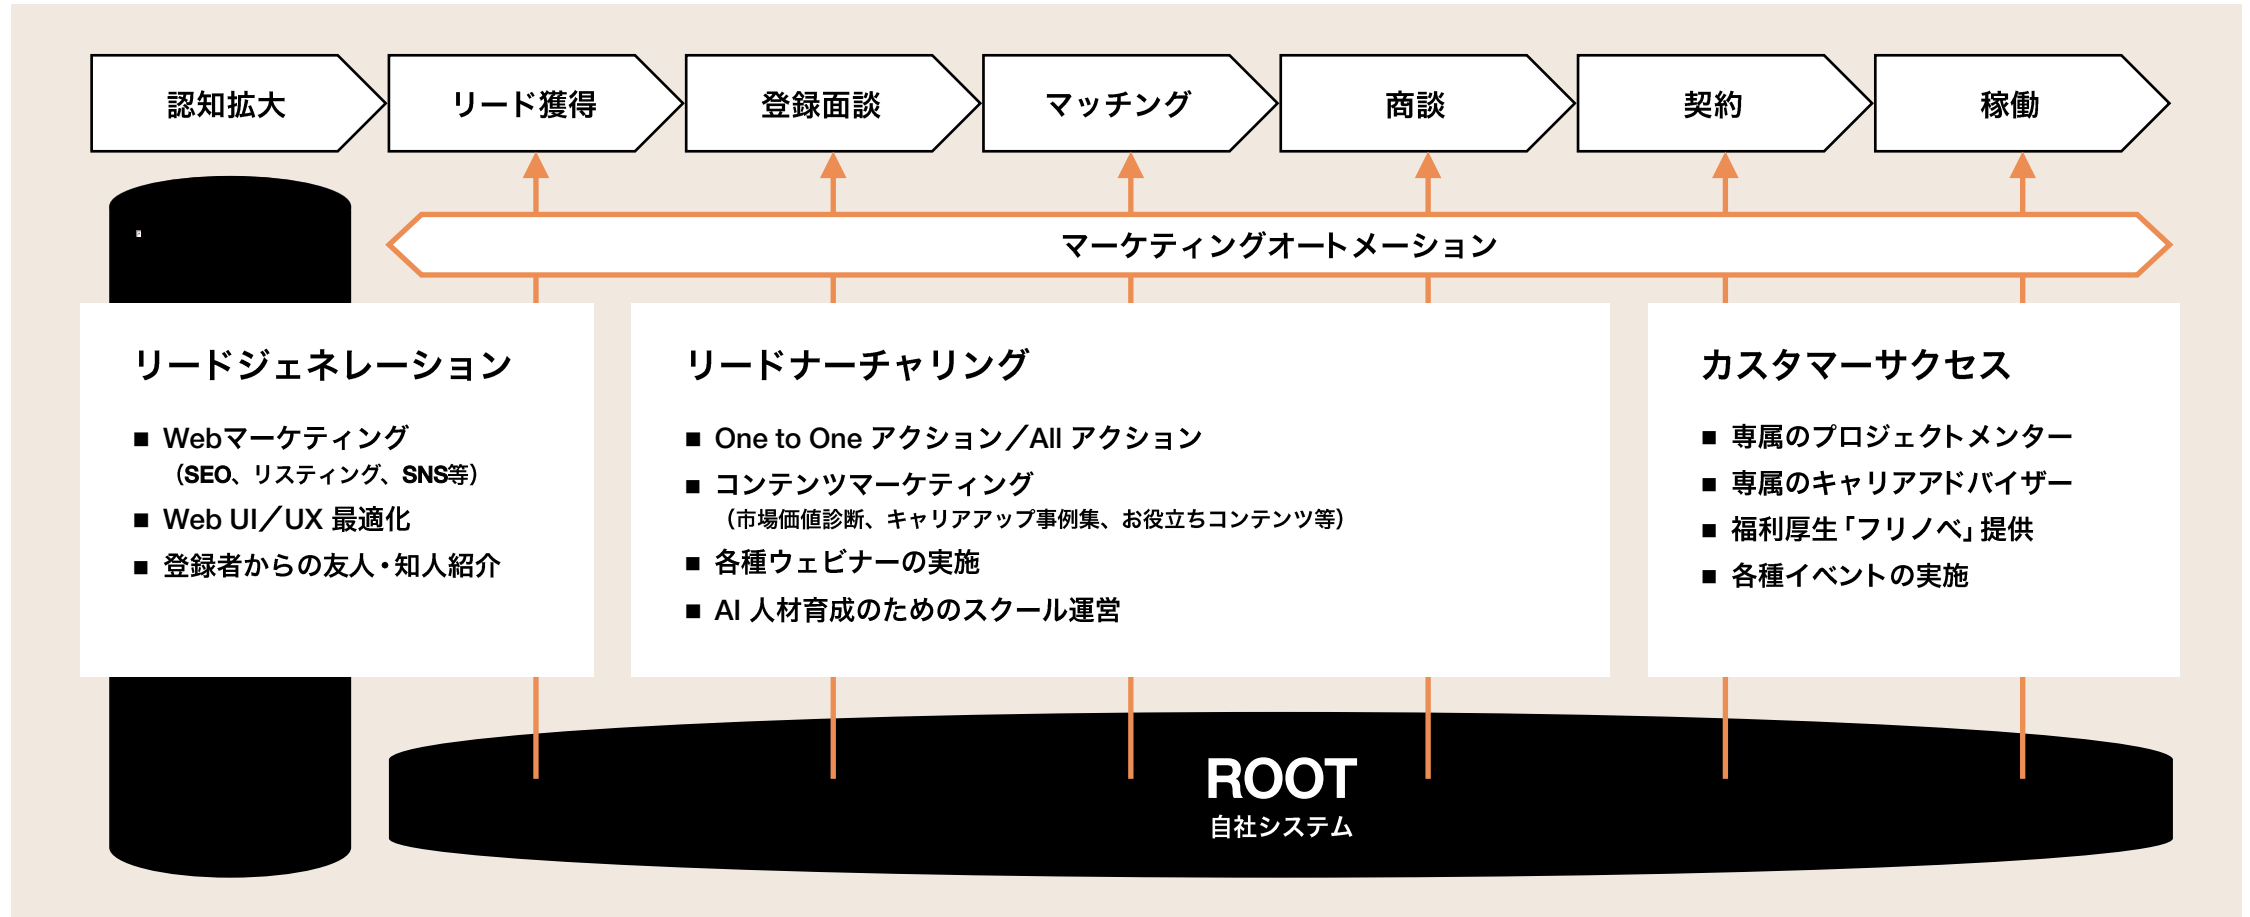 認知拡大
リード獲得
登録面談
マッチング
商談
契約
稼働
マーケティングオートメーション
リードジェネレーション
■ Webマーケティング
（SEO、リスティング、SNS等）
■ Web UI／UX 最適化
■ 登録者からの友人・知人紹介
リードナーチャリング
■ One to One アクション／All アクション
■ コンテンツマーケティング
（市場価値診断、キャリアアップ事例集、お役立ちコンテンツ等）
■ 各種ウェビナーの実施
■ AI 人材育成のためのスクール運営
カスタマーサクセス
■ 専属のプロジェクトメンター
■ 専属のキャリアアドバイザー
■ 福利厚生「フリノベ」提供
■ 各種イベントの実施
ROOT
自社システム